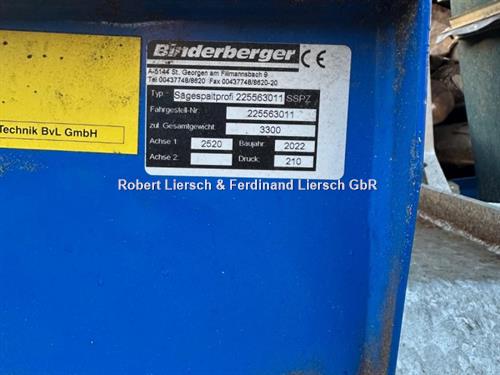 Binderberger CE
A-5144 St. Georgen am Fillmannsbach 9
Tel 00437748/8620 Fax 00437748/8620-20
Typ: Sägespaltprofi 225563011 SSPZ
Fahrgestell-Nr.: 225563011
zul. Gesamtgewicht: 3300
Achse 1: 2520 Baujahr: 2022
Achse 2: Druck: 210
Technik BvL GmbH
Robert Liersch & Ferdinand Liersch GbR